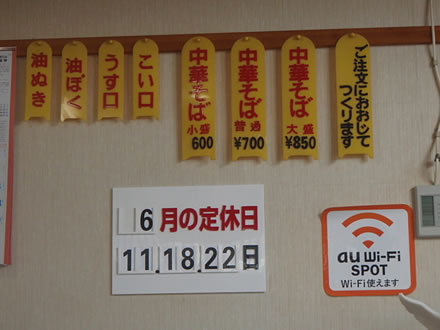 油ぬき
油ぽく
うす口
こい口
中華そば
小盛
600
中華そば
普通
¥700
中華そば
大盛
¥850
ご注文におおじて
つくります
6月の定休日
11.18.22日
au Wi-Fi
SPOT
Wi-Fi使えます